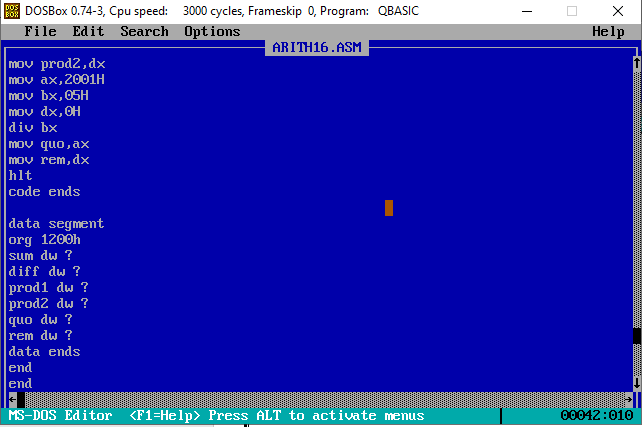 DOSBox 0.74-3, Cpu speed: 3000 cycles, Frameskip 0, Program: QBASIC
File Edit Search Options Help
ARITH16.ASM
mov prod2,dx
mov ax,2001H
mov bx,05H
mov dx,0H
div bx
mov quo,ax
mov rem,dx
hlt
code ends
data segment
org 1200h
sum dw ?
diff dw ?
prod1 dw ?
prod2 dw ?
quo dw ?
rem dw ?
data ends
end
end
MS-DOS Editor <F1=Help> Press ALT to activate menus 00042:010